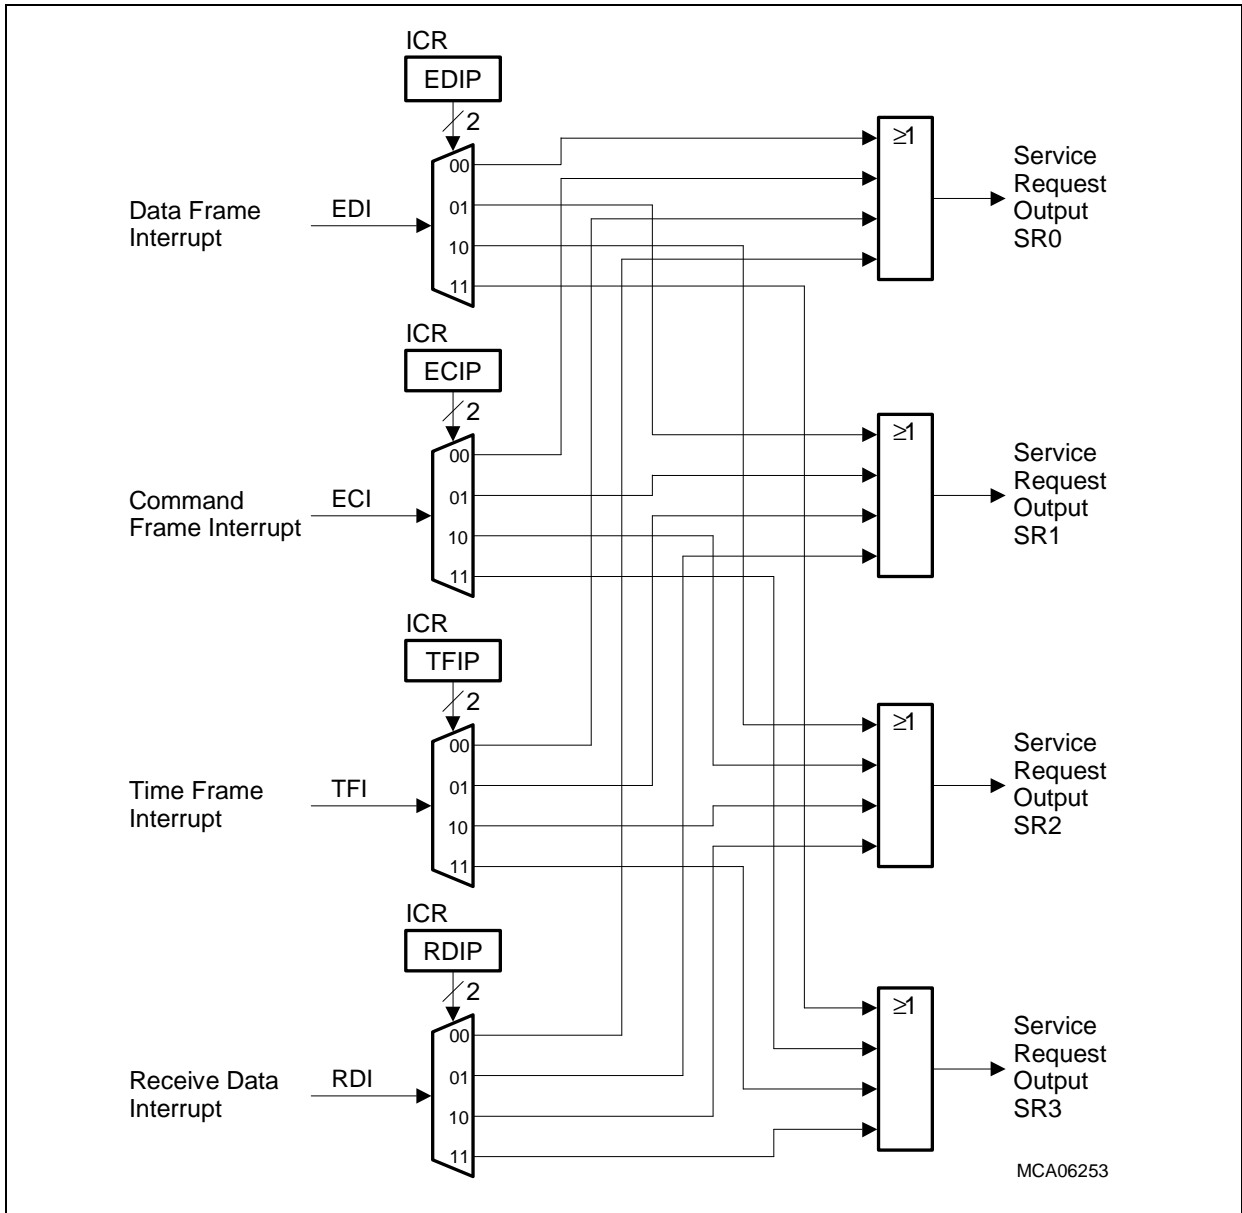 ICR
EDIP
2
00
01
10
11
Data Frame
Interrupt
EDI
≥1
Service
Request
Output
SR0
ICR
ECIP
2
00
01
10
11
Command
Frame Interrupt
ECI
≥1
Service
Request
Output
SR1
ICR
TFIP
2
00
01
10
11
Time Frame
Interrupt
TFI
≥1
Service
Request
Output
SR2
ICR
RDIP
2
00
01
10
11
Receive Data
Interrupt
RDI
≥1
Service
Request
Output
SR3
MCA06253